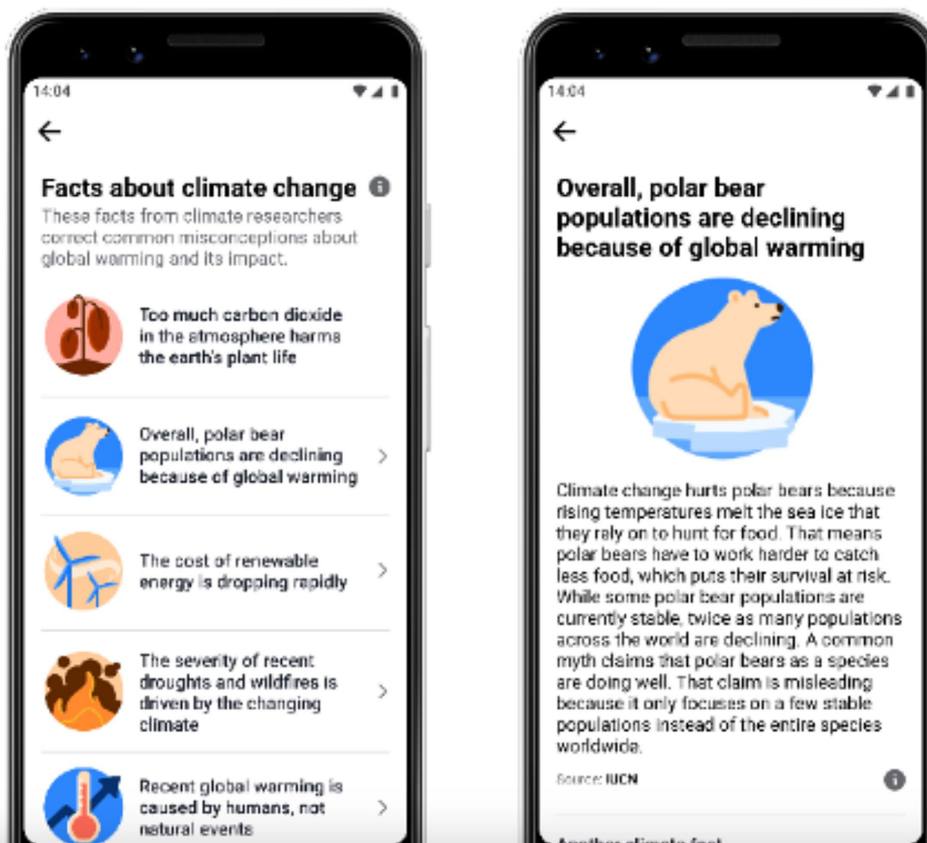 14:04
Facts about climate change
These facts from climate researchers
correct common misconceptions about
global warming and its impact.
Too much carbon dioxide
in the atmosphere harms
the earth's plant life
Overall, polar bear
populations are declining
because of global warming
The cost of renewable
energy is dropping rapidly
The severity of recent
droughts and wildfires is
driven by the changing
climate
Recent global warming is
caused by humans, not
natural events
14:04
Overall, polar bear
populations are declining
because of global warming
Climate change hurts polar bears because
rising temperatures melt the sea ice that
they rely on to hunt for food. That means
polar bears have to work harder to catch
less food, which puts their survival at risk.
While some polar bear populations are
currently stable, twice as many populations
across the world are declining. A common
myth claims that polar bears as a species
are doing well. That claim is misleading
because it only focuses on a few stable
populations instead of the entire species
worldwide.
Source: IUCN
Another climate fact